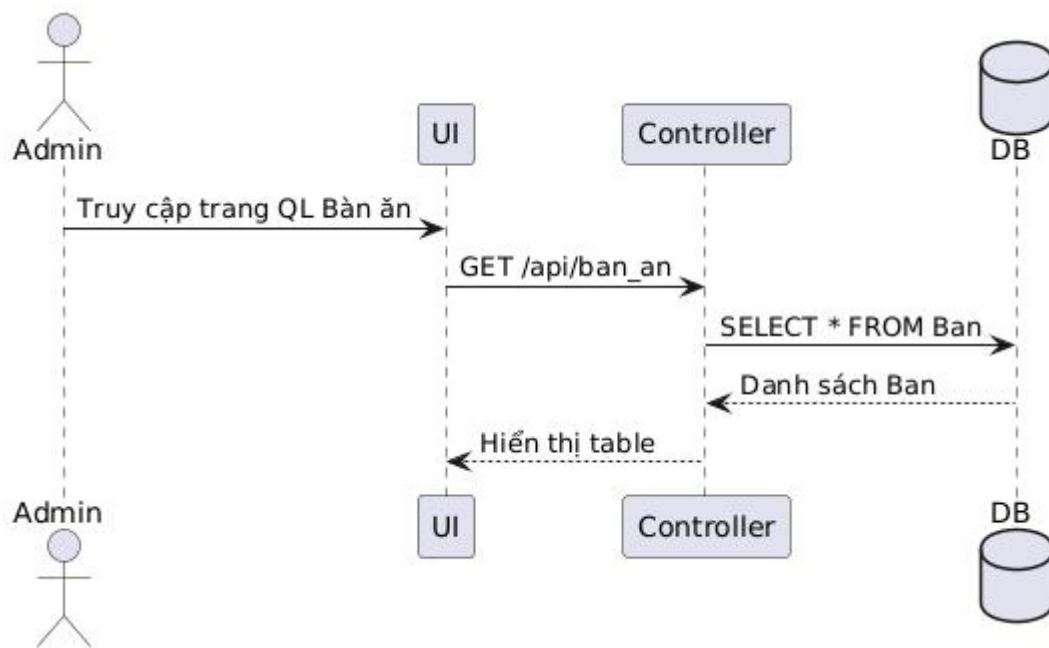 Admin
UI
Controller
DB
Truy cập trang QL Bàn ăn
GET /api/ban_an
SELECT * FROM Ban
Danh sách Ban
Hiển thị table
Admin
UI
Controller
DB